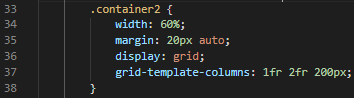 33 .container2 {
34 width: 60%;
35 margin: 20px auto;
36 display: grid;
37 grid-template-columns: 1fr 2fr 200px;
38 }